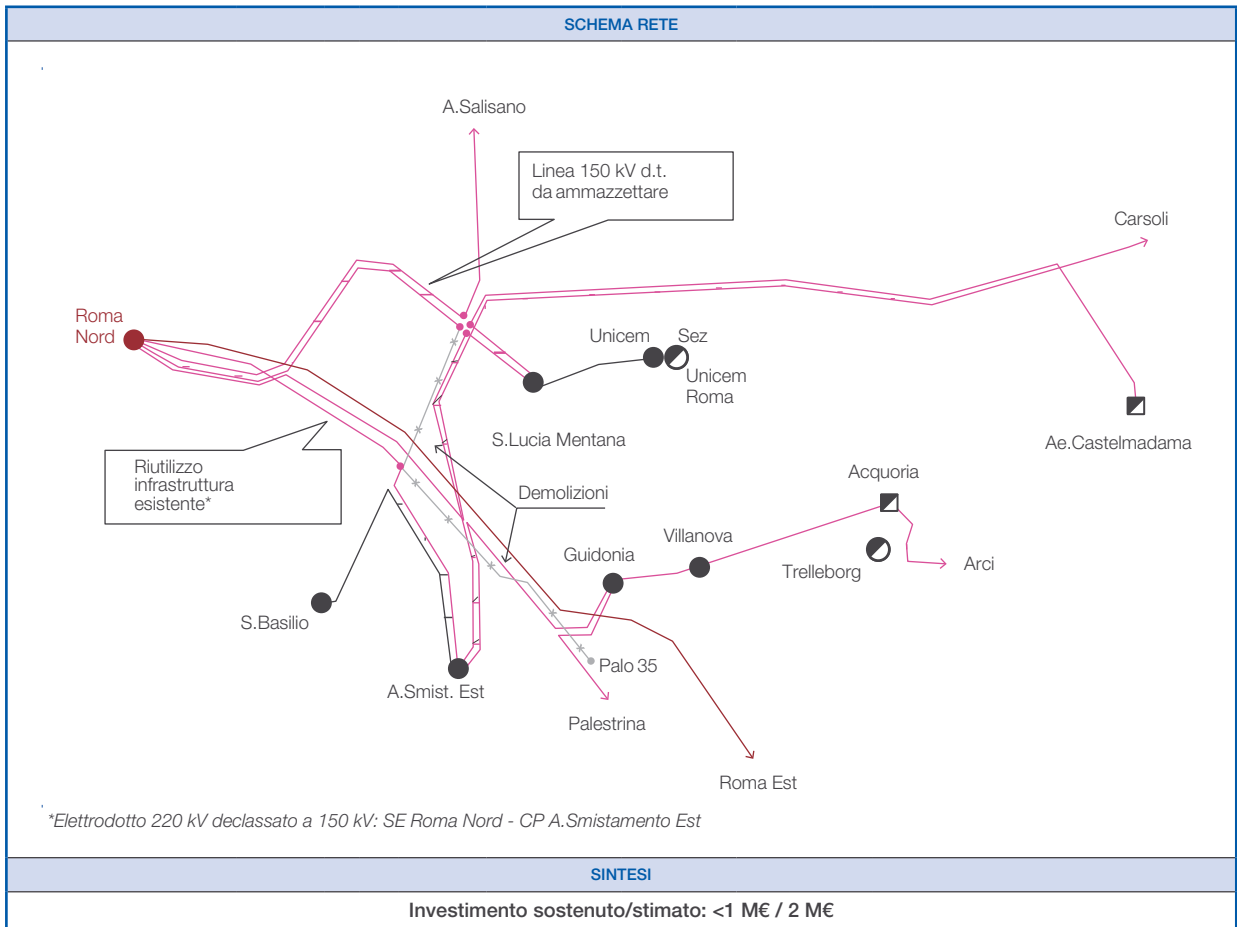 SCHEMA RETE
A.Salisano
Linea 150 kV d.t.
da ammazzettare
Carsoli
Roma
Nord
Unicem
Sez
Unicem
Roma
S.Lucia Mentana
Ae.Castelmadama
Riutilizzo
infrastruttura
esistente*
Demolizioni
Acquoria
Villanova
Guidonia
Trelleborg
Arci
S.Basilio
A.Smist. Est
Palo 35
Palestrina
Roma Est
*Elettrodotto 220 kV declassato a 150 kV: SE Roma Nord - CP A.Smistamento Est
SINTESI
Investimento sostenuto/stimato: <1 M€ / 2 M€